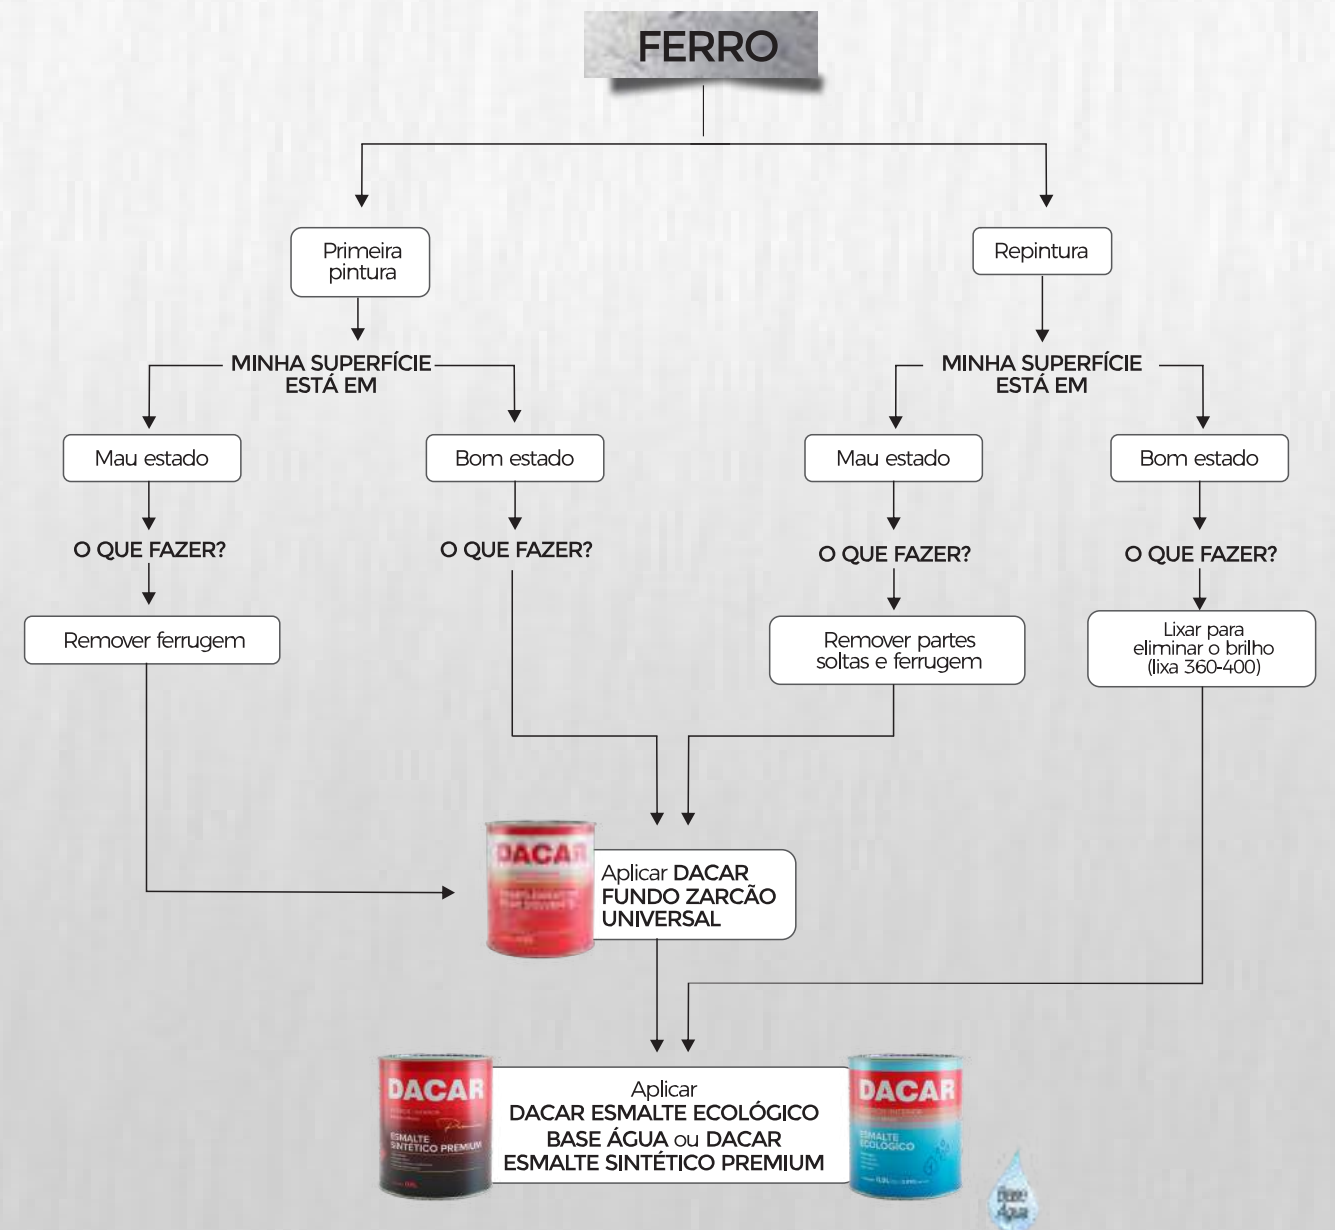 FERRO
Primeira
pintura
Repintura
MINHA SUPERFÍCIE
ESTÁ EM
MINHA SUPERFÍCIE
ESTÁ EM
Mau estado
Bom estado
Mau estado
Bom estado
O QUE FAZER?
O QUE FAZER?
O QUE FAZER?
O QUE FAZER?
Remover ferrugem
Remover partes
soltas e ferrugem
Lixar para
eliminar o brilho
(lixa 360-400)
DACAR
Aplicar DACAR
FUNDO ZARCÃO
UNIVERSAL
DACAR
Premium
ESMALTE
SINTÉTICO PREMIUM
Aplicar
DACAR ESMALTE ECOLÓGICO
BASE ÁGUA ou DACAR
ESMALTE SINTÉTICO PREMIUM
DACAR
ESMALTE
ECOLÓGICO
Base
Água